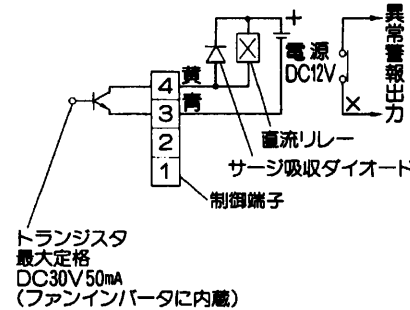 +
電源
DC12V
異常警報出力
黄
青
4
3
2
1
直流リレー
サージ吸収ダイオード
制御端子
トランジスタ
最大定格
DC30V 50mA
(ファンインバータに内蔵)